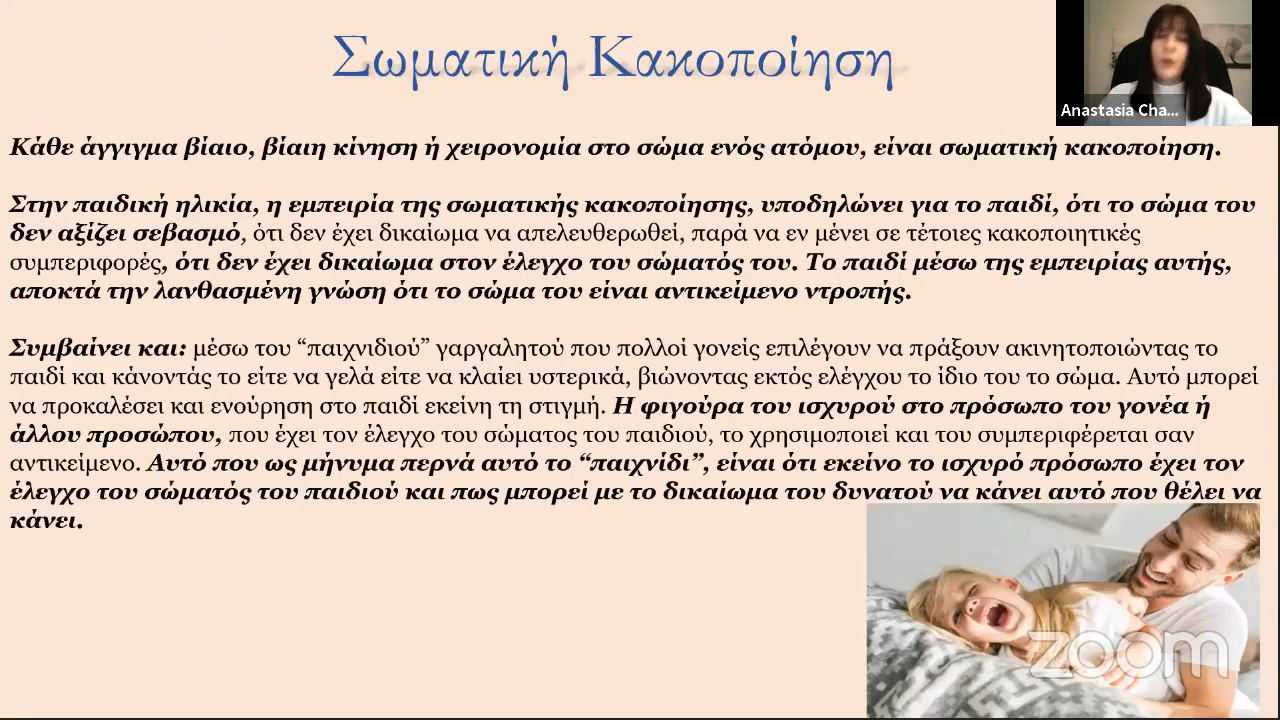 Σωματική Κακοποίηση
Anastasia Cha...
Κάθε άγγιγμα βίαιο, βίαιη κίνηση ή χειρονομία στο σώμα ενός ατόμου, είναι σωματική κακοποίηση.
Στην παιδική ηλικία, η εμπειρία της σωματικής κακοποίησης, υποδηλώνει για το παιδί, ότι το σώμα του
δεν αξίζει σεβασμό, ότι δεν έχει δικαίωμα να απελευθερωθεί, παρά να εν μένει σε τέτοιες κακοποιητικές
συμπεριφορές, ότι δεν έχει δικαίωμα στον έλεγχο του σώματός του. Το παιδί μέσω της εμπειρίας αυτής,
αποκτά την λανθασμένη γνώση ότι το σώμα του είναι αντικείμενο ντροπής.
Συμβαίνει και: μέσω του “παιχνιδιού” γαργαλητού που πολλοί γονείς επιλέγουν να πράξουν ακινητοποιώντας το
παιδί και κάνοντάς το είτε να γελά είτε να κλαίει υστερικά, βιώνοντας εκτός ελέγχου το ίδιο του το σώμα. Αυτό μπορεί
να προκαλέσει και ενούρηση στο παιδί εκείνη τη στιγμή. Η φιγούρα του ισχυρού στο πρόσωπο του γονέα ή
άλλου προσώπου, που έχει τον έλεγχο του σώματος του παιδιού, το χρησιμοποιεί και του συμπεριφέρεται σαν
αντικείμενο. Αυτό που ως μήνυμα περνά αυτό το “παιχνίδι”, είναι ότι εκείνο το ισχυρό πρόσωπο έχει τον
έλεγχο του σώματός του παιδιού και πως μπορεί με το δικαίωμα του δυνατού να κάνει αυτό που θέλει να
κάνει.
zoom